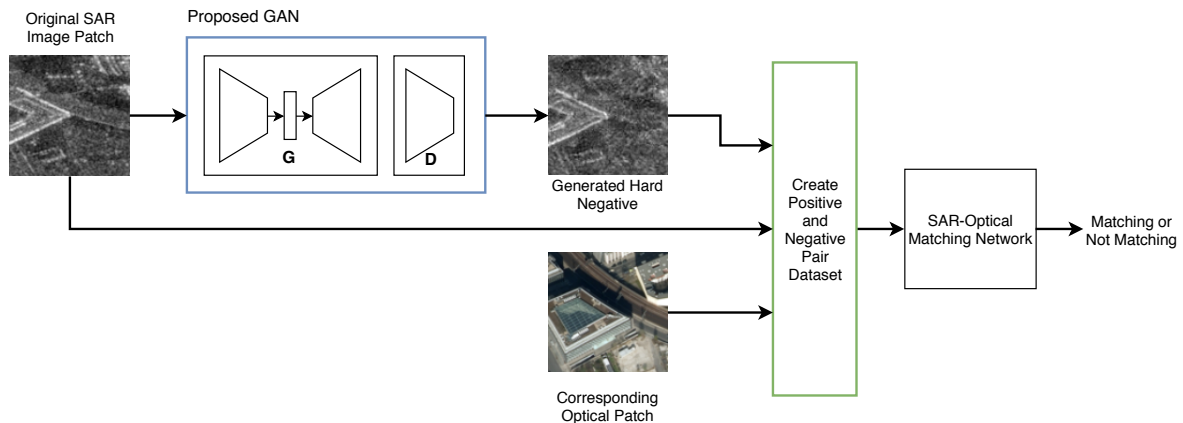 Original SAR
Image Patch
Proposed GAN
G
D
Generated Hard
Negative
Corresponding
Optical Patch
Create
Positive
and
Negative
Pair
Dataset
SAR-Optical
Matching Network
Matching or
Not Matching